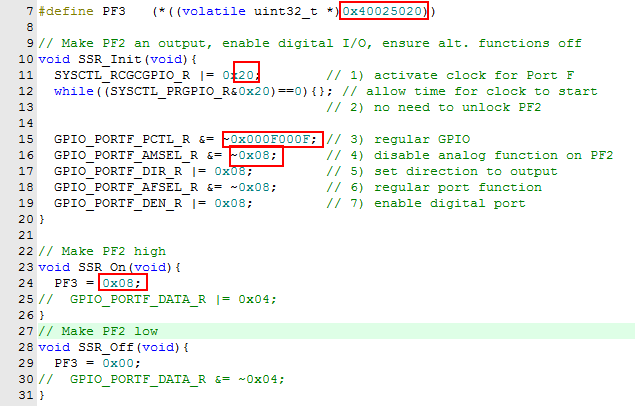 7 #define PF3   (*((volatile uint32_t *)0x40025020))
8
9 // Make PF2 an output, enable digital I/O, ensure alt. functions off
10 void SSR_Init(void){
11   SYSCTL_RCGCGPIO_R |= 0x20;        // 1) activate clock for Port F
12   while((SYSCTL_PRGPIO_R&0x20)==0){}; // allow time for clock to start
13                                     // 2) no need to unlock PF2
14
15   GPIO_PORTF_PCTL_R &= ~0x000F000F; // 3) regular GPIO
16   GPIO_PORTF_AMSEL_R &= ~0x08;      // 4) disable analog function on PF2
17   GPIO_PORTF_DIR_R |= 0x08;         // 5) set direction to output
18   GPIO_PORTF_AFSEL_R &= ~0x08;      // 6) regular port function
19   GPIO_PORTF_DEN_R |= 0x08;         // 7) enable digital port
20 }
21
22 // Make PF2 high
23 void SSR_On(void){
24   PF3 = 0x08;
25 //  GPIO_PORTF_DATA_R |= 0x04;
26 }
27 // Make PF2 low
28 void SSR_Off(void){
29   PF3 = 0x00;
30 //  GPIO_PORTF_DATA_R &= ~0x04;
31 }